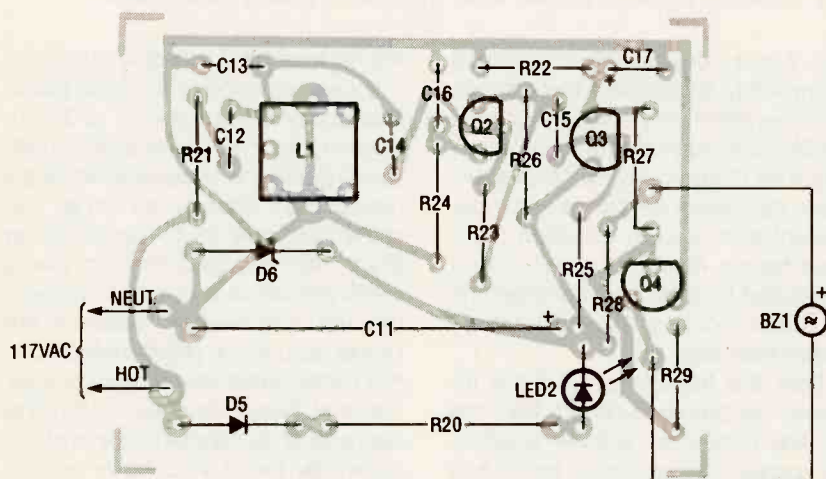 C13
R22
C17
+
C16
Q2
C15
Q3
C12
L1
C14
R21
R26
R27
R24
R23
D6
R25
R28
Q4
NEUT.
+
C11
+
BZ1
117VAC
HOT
LED2
R29
D5
R20